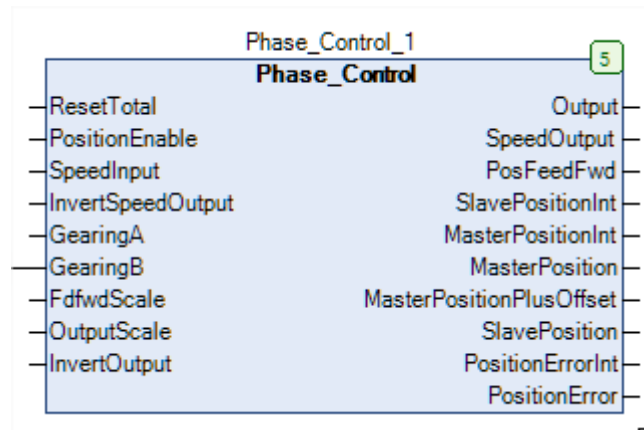 Phase_Control_1
5
Phase_Control
ResetTotal Output
PositionEnable SpeedOutput
SpeedInput PosFeedFwd
InvertSpeedOutput SlavePositionInt
GearingA MasterPositionInt
GearingB MasterPosition
FdfwdScale MasterPositionPlusOffset
OutputScale SlavePosition
InvertOutput PositionErrorInt
PositionError